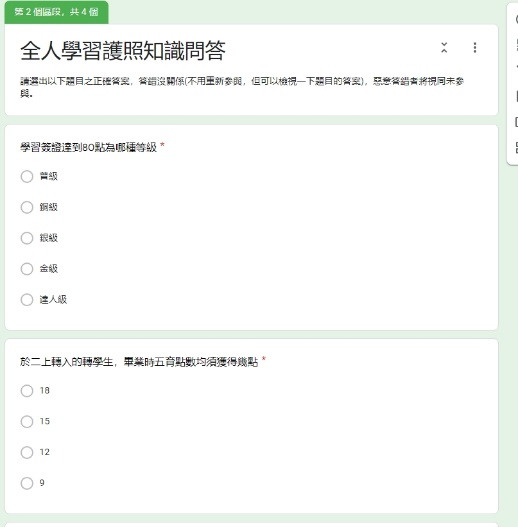 第 2 個區段，共 4 個
全人學習護照知識問答
請選出以下題目之正確答案，答錯沒關係(不用重新參與，但可以檢視一下題目的答案)，惡意答錯者將視同未參
與。
學習簽證達到80點為哪種等級 *
普級
銅級
銀級
金級
達人級
於二上轉入的轉學生，畢業時五育點數均須獲得幾點 *
18
15
12
9